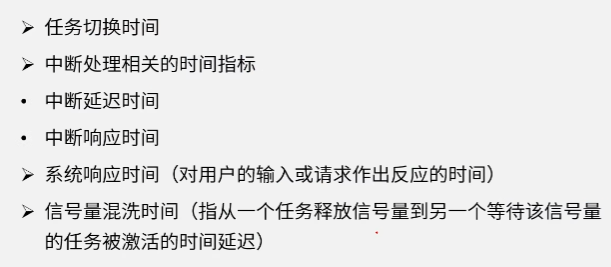 ➢ 任务切换时间
➢ 中断处理相关的时间指标
• 中断延迟时间
• 中断响应时间
➢ 系统响应时间（对用户的输入或请求作出反应的时间）
➢ 信号量混洗时间（指从一个任务释放信号量到另一个等待该信号量
的任务被激活的时间延迟）